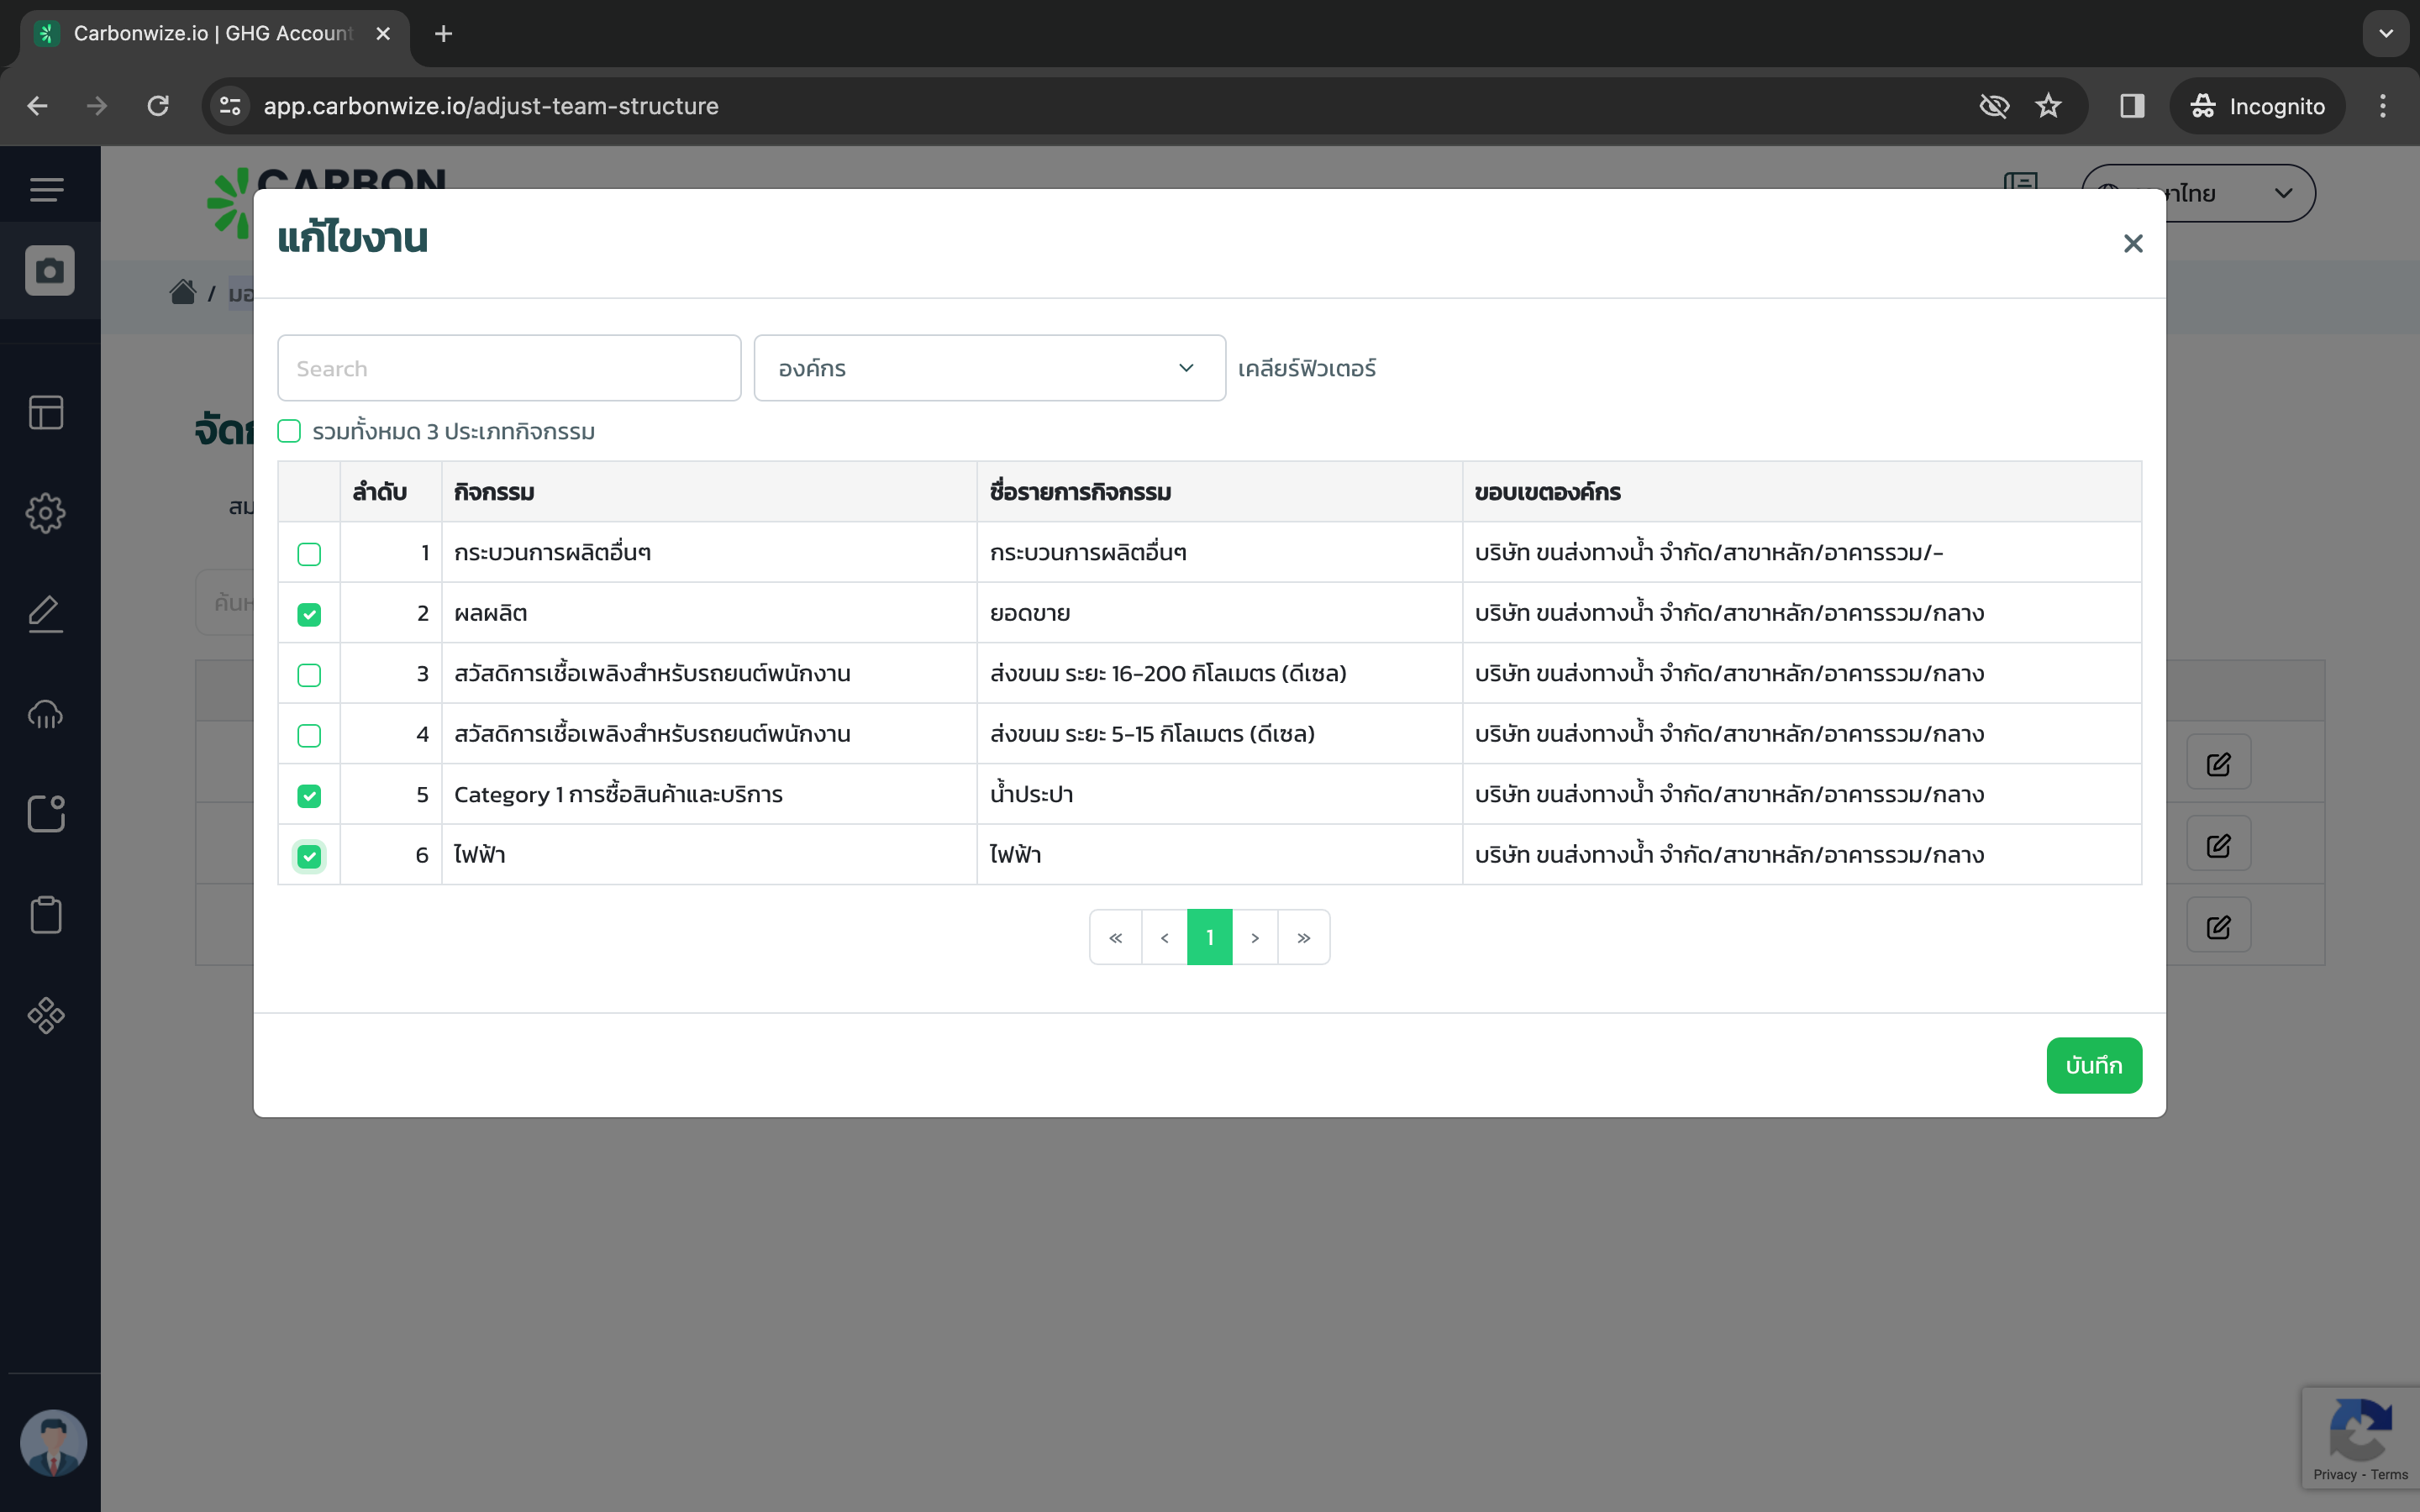 Carbonwize.io | GHG Account
app.carbonwize.io/adjust-team-structure
Incognito
CARBON
แก้ไขงาน
/
Search
องค์กร
เคลียร์ฟิวเตอร์
รวมทั้งหมด 3 ประเภทกิจกรรม
ลำดับ กิจกรรม ชื่อรายการกิจกรรม ขอบเขตองค์กร
1 กระบวนการผลิตอื่นๆ กระบวนการผลิตอื่นๆ บริษัท ขนส่งทางน้ำ จำกัด/สาขาหลัก/อาคารรวม/-
2 ผลผลิต ยอดขาย บริษัท ขนส่งทางน้ำ จำกัด/สาขาหลัก/อาคารรวม/กลาง
3 สวัสดิการเชื้อเพลิงสำหรับรถยนต์พนักงาน ส่งขนม ระยะ 16-200 กิโลเมตร (ดีเซล) บริษัท ขนส่งทางน้ำ จำกัด/สาขาหลัก/อาคารรวม/กลาง
4 สวัสดิการเชื้อเพลิงสำหรับรถยนต์พนักงาน ส่งขนม ระยะ 5-15 กิโลเมตร (ดีเซล) บริษัท ขนส่งทางน้ำ จำกัด/สาขาหลัก/อาคารรวม/กลาง
5 Category 1 การซื้อสินค้าและบริการ น้ำประปา บริษัท ขนส่งทางน้ำ จำกัด/สาขาหลัก/อาคารรวม/กลาง
6 ไฟฟ้า ไฟฟ้า บริษัท ขนส่งทางน้ำ จำกัด/สาขาหลัก/อาคารรวม/กลาง
« ‹ 1 › »
บันทึก
Privacy - Terms